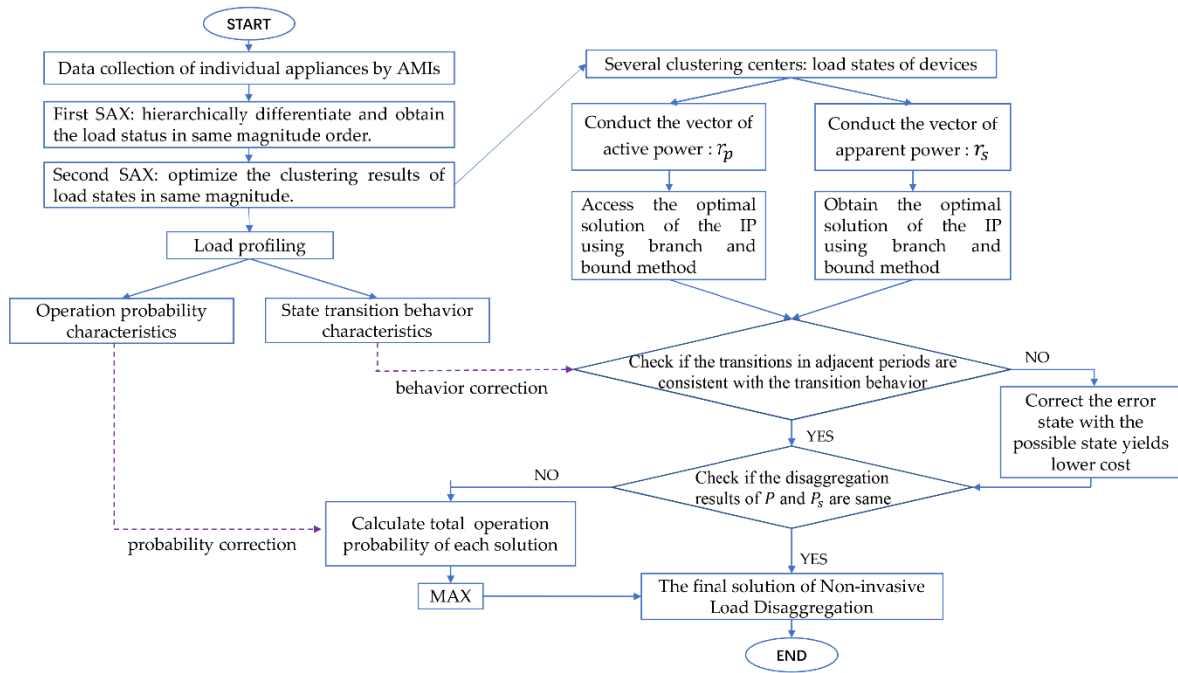 START
Data collection of individual appliances by AMIs
First SAX: hierarchically differentiate and obtain
the load status in same magnitude order.
Second SAX: optimize the clustering results of
load states in same magnitude.
Load profiling
Operation probability
characteristics
State transition behavior
characteristics
behavior correction
probability correction
Several clustering centers: load states of devices
Conduct the vector of
active power : r_p
Conduct the vector of
apparent power : r_s
Access the optimal
solution of the IP
using branch and
bound method
Obtain the optimal
solution of the IP
using branch and
bound method
Check if the transitions in adjacent periods are
consistent with the transition behavior
NO
Correct the error
state with the
possible state yields
lower cost
YES
Check if the disaggregation
results of P and P_s are same
NO
Calculate total operation
probability of each solution
MAX
YES
The final solution of Non-invasive
Load Disaggregation
END